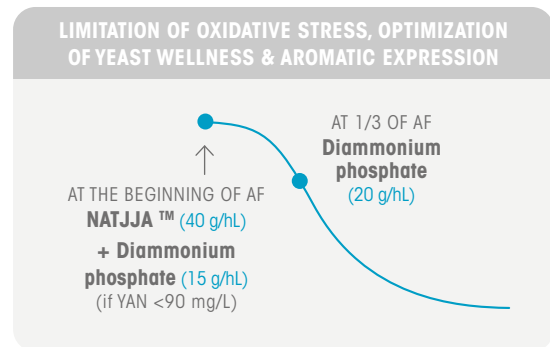 LIMITATION OF OXIDATIVE STRESS, OPTIMIZATION
OF YEAST WELLNESS & AROMATIC EXPRESSION
AT THE BEGINNING OF AF
NATJJA ™ (40 g/hL)
+ Diammonium
phosphate (15 g/hL)
(if YAN <90 mg/L)
AT 1/3 OF AF
Diammonium
phosphate
(20 g/hL)